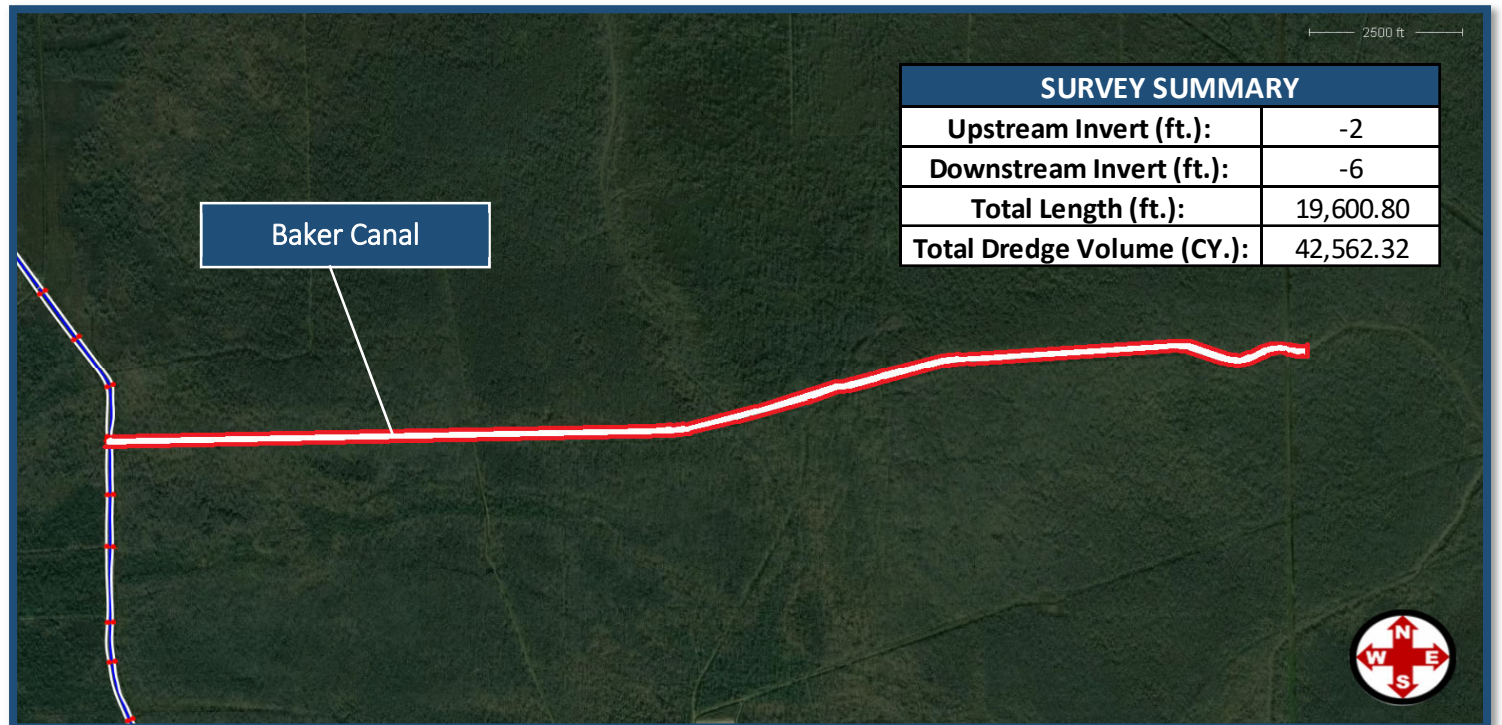 2500 ft
SURVEY SUMMARY
Upstream Invert (ft.): -2
Downstream Invert (ft.): -6
Total Length (ft.): 19,600.80
Total Dredge Volume (CY.): 42,562.32
Baker Canal
N
W E
S